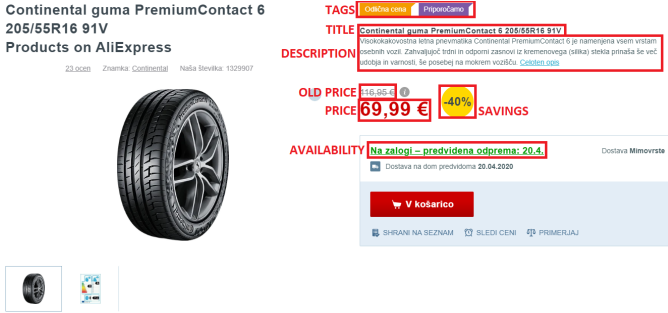 Continental guma PremiumContact 6
205/55R16 91V
Products on AliExpress
23 ocen Znamka: Continental Naša številka: 1329907
TAGS Odlična cena Priporočamo
TITLE Continental guma PremiumContact 6 205/55R16 91V
Visokokakovostna letna pnevmatika Continental PremiumContact 6 je namenjena vsem vrstam
DESCRIPTION osebnih vozil. Zahvaljujoč trdni in odporni zasnovi iz kremenovega (silika) stekla prinaša še več
udobja in varnosti, še posebej na mokrem vozišču. Celoten opis
OLD PRICE 116,95 € i
PRICE 69,99 € -40% SAVINGS
AVAILABILITY Na zalogi – predvidena odprema: 20.4. Dostava Mimovrste
Dostava na dom predvidoma 20.04.2020
V košarico
SHRANI NA SEZNAM SLEDI CENI PRIMERJAJ